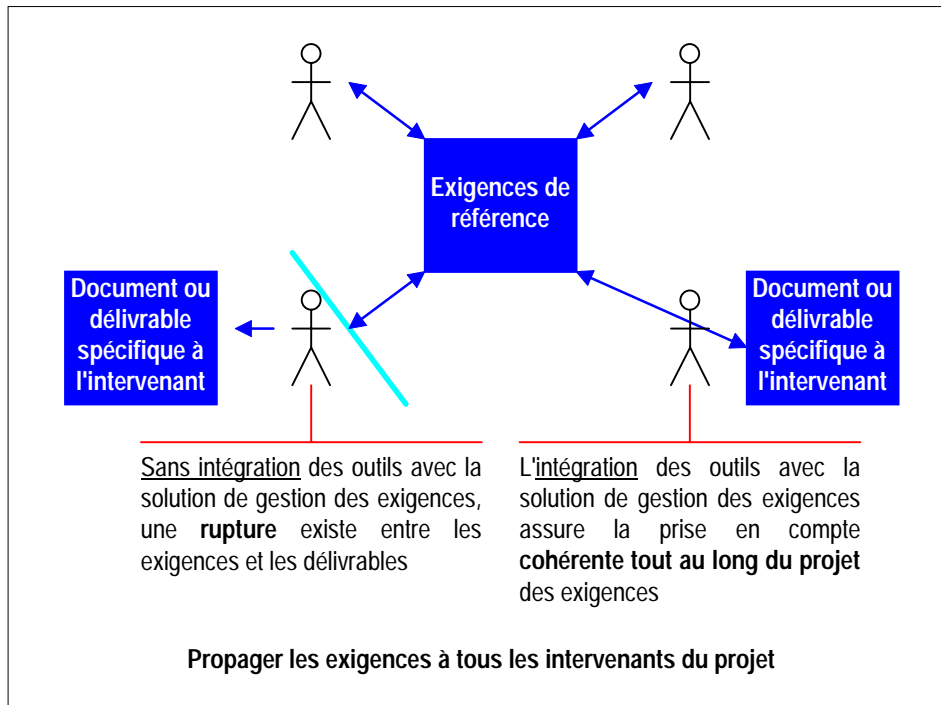 Exigences de
référence
Document ou
délivrable
spécifique à
l'intervenant
Document ou
délivrable
spécifique à
l'intervenant
Sans intégration des outils avec la
solution de gestion des exigences,
une rupture existe entre les
exigences et les délivrables
L'intégration des outils avec la
solution de gestion des exigences
assure la prise en compte
cohérente tout au long du projet
des exigences
Propager les exigences à tous les intervenants du projet